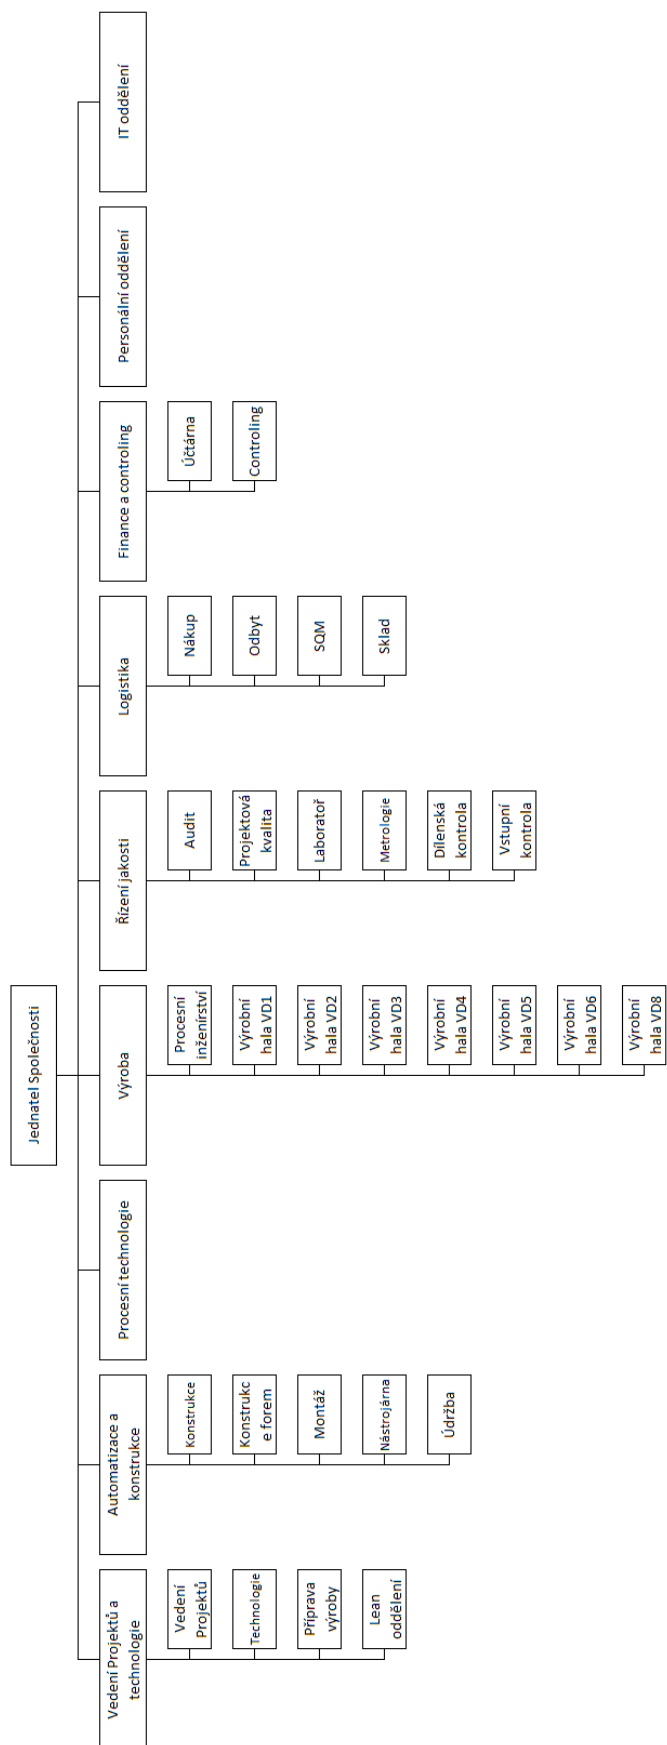 Jednatel Společnosti
Vedení Projektů a
technologie
Vedení
Projektů
Technologie
Příprava
výroby
Lean
oddělení
Automatizace a
konstrukce
Konstrukce
Konstrukc
e forem
Montáž
Nástrojárna
Údržba
Procesní technologie
Výroba
Procesní
inženírství
Výrobní
hala VD1
Výrobní
hala VD2
Výrobní
hala VD3
Výrobní
hala VD4
Výrobní
hala VD5
Výrobní
hala VD6
Výrobní
hala VD8
Řízení jakosti
Audit
Projektová
kvalita
Laboratoř
Metrologie
Dílenská
kontrola
Vstupní
kontrola
Logistika
Nákup
Odbyt
SQM
Sklad
Finance a controling
Účtárna
Controling
Personální oddělení
IT oddělení